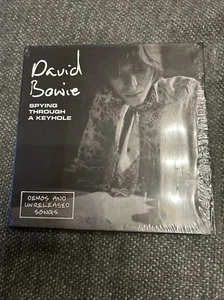 David
Bowie
SPYING
THROUGH
A KEYHOLE
DEMOS AND
UNRELEASED
SONGS